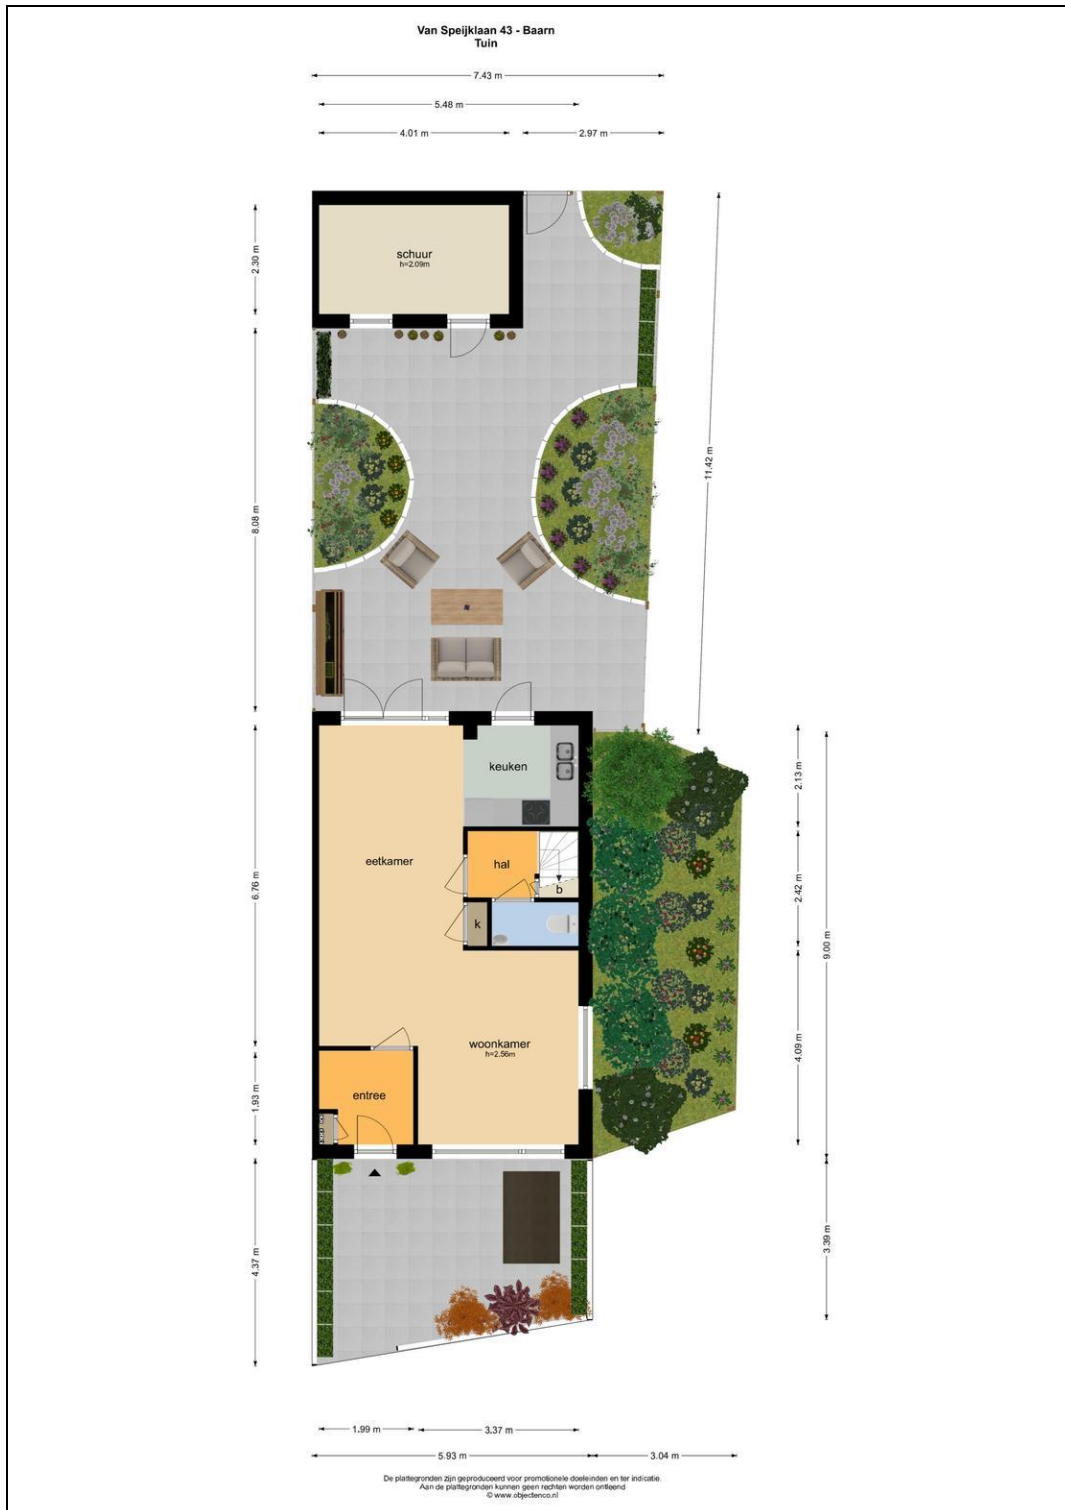 Van Speijklaan 43 - Baarn
Tuin
7.43 m
5.48 m
4.01 m
2.97 m
schuur
h=2.09m
2.30 m
11.42 m
8.08 m
keuken
2.13 m
eetkamer
hal
b
k
6.76 m
2.42 m
9.00 m
woonkamer
h=2.56m
4.09 m
entree
1.93 m
4.37 m
3.39 m
1.99 m
3.37 m
5.93 m
3.04 m
De plattegronden zijn geproduceerd voor promotionele doeleinden en ter indicatie.
Aan de plattegronden kunnen geen rechten worden ontleend
© www.objectenco.nl